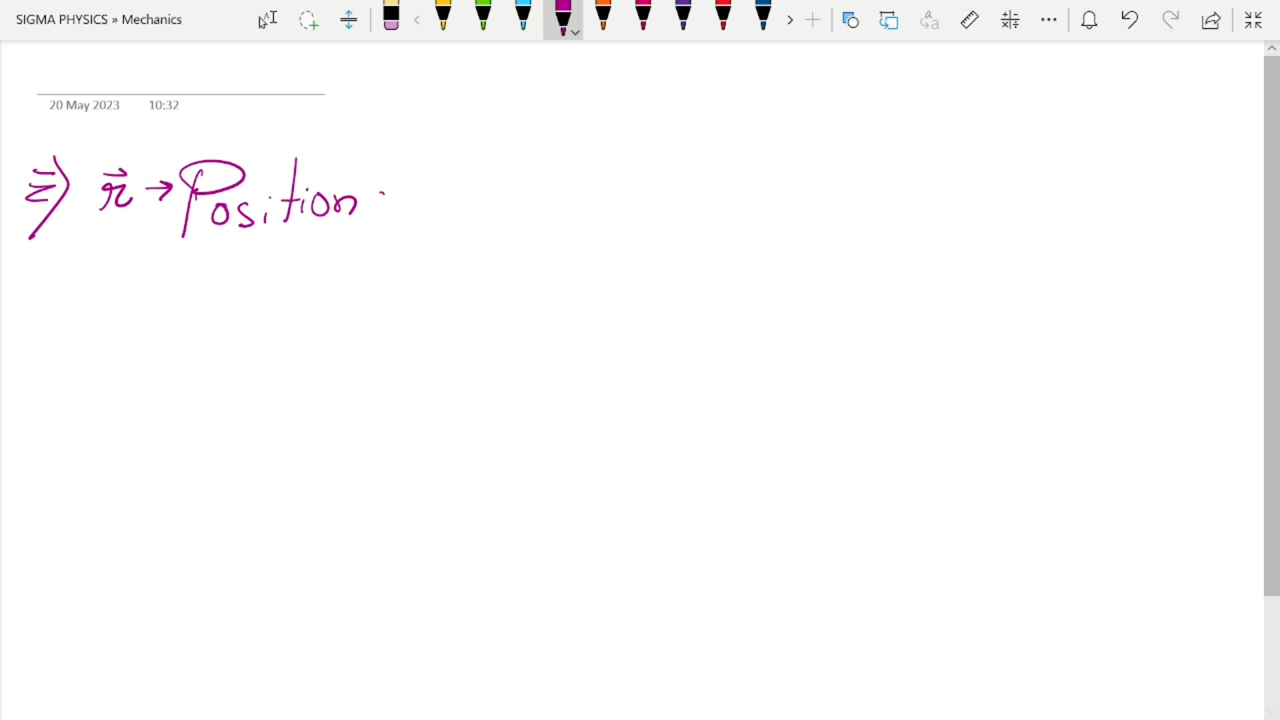 SIGMA PHYSICS » Mechanics
20 May 2023 10:32
⇒) r⃗ → Position